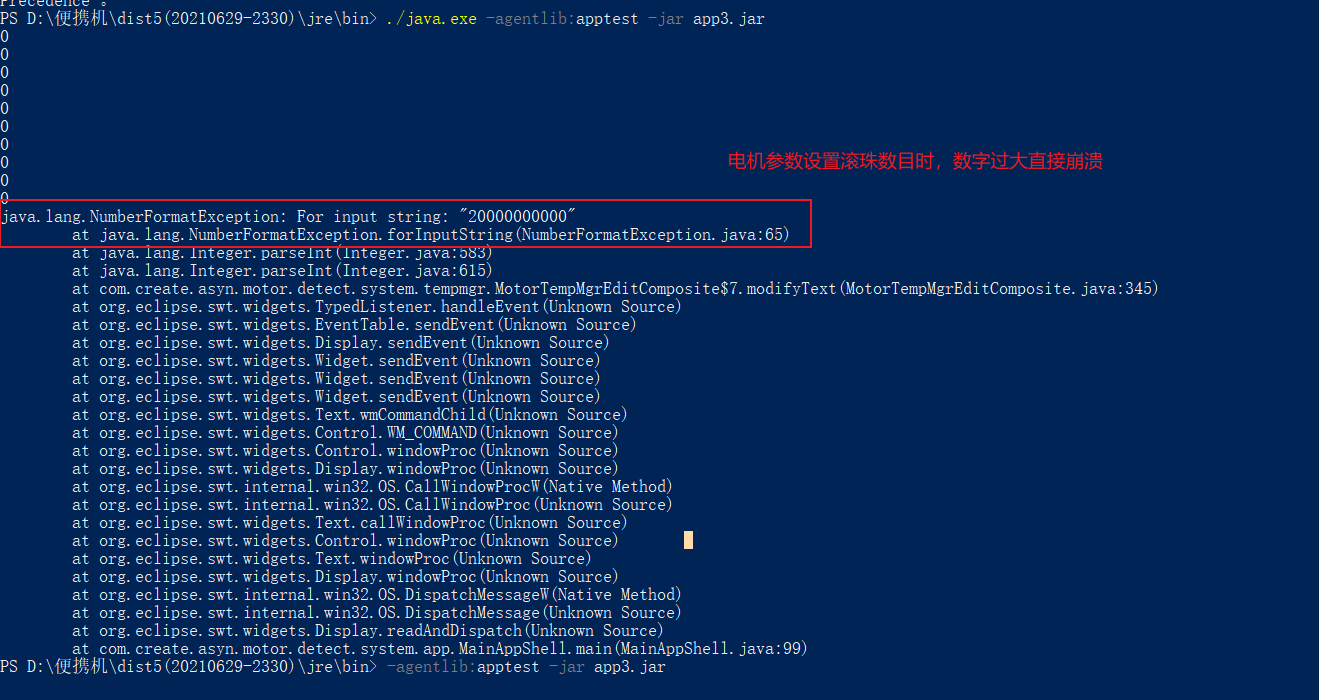 Precedence 。
PS D:\便携机\dist5(20210629-2330)\jre\bin> ./java.exe -agentlib:apptest -jar app3.jar
0
0
0
0
0
0
0
电机参数设置滚珠数目时，数字过大直接崩溃
0
0
0
java.lang.NumberFormatException: For input string: "20000000000"
at java.lang.NumberFormatException.forInputString(NumberFormatException.java:65)
at java.lang.Integer.parseInt(Integer.java:583)
at java.lang.Integer.parseInt(Integer.java:615)
at com.create.asyn.motor.detect.system.tempmgr.MotorTempMgrEditComposite$7.modifyText(MotorTempMgrEditComposite.java:345)
at org.eclipse.swt.widgets.TypedListener.handleEvent(Unknown Source)
at org.eclipse.swt.widgets.EventTable.sendEvent(Unknown Source)
at org.eclipse.swt.widgets.Display.sendEvent(Unknown Source)
at org.eclipse.swt.widgets.Widget.sendEvent(Unknown Source)
at org.eclipse.swt.widgets.Widget.sendEvent(Unknown Source)
at org.eclipse.swt.widgets.Widget.sendEvent(Unknown Source)
at org.eclipse.swt.widgets.Text.wmCommandChild(Unknown Source)
at org.eclipse.swt.widgets.Control.WM_COMMAND(Unknown Source)
at org.eclipse.swt.widgets.Control.windowProc(Unknown Source)
at org.eclipse.swt.widgets.Display.windowProc(Unknown Source)
at org.eclipse.swt.internal.win32.OS.CallWindowProcW(Native Method)
at org.eclipse.swt.internal.win32.OS.CallWindowProc(Unknown Source)
at org.eclipse.swt.widgets.Text.callWindowProc(Unknown Source)
at org.eclipse.swt.widgets.Control.windowProc(Unknown Source)
at org.eclipse.swt.widgets.Text.windowProc(Unknown Source)
at org.eclipse.swt.widgets.Display.windowProc(Unknown Source)
at org.eclipse.swt.internal.win32.OS.DispatchMessageW(Native Method)
at org.eclipse.swt.internal.win32.OS.DispatchMessage(Unknown Source)
at org.eclipse.swt.widgets.Display.readAndDispatch(Unknown Source)
at com.create.asyn.motor.detect.system.app.MainAppShell.main(MainAppShell.java:99)
PS D:\便携机\dist5(20210629-2330)\jre\bin> -agentlib:apptest -jar app3.jar